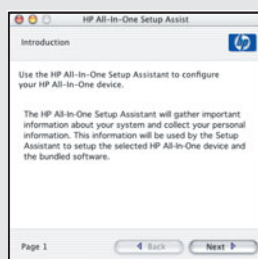 HP All-In-One Setup Assist
Introduction
hp
Use the HP All-In-One Setup Assistant to configure
your HP All-In-One device.
The HP All-In-One Setup Assistant will gather important
information about your system and collect your personal
information. This information will be used by the Setup
Assistant to setup the selected HP All-In-One device and
the bundled software.
Page 1
Back
Next